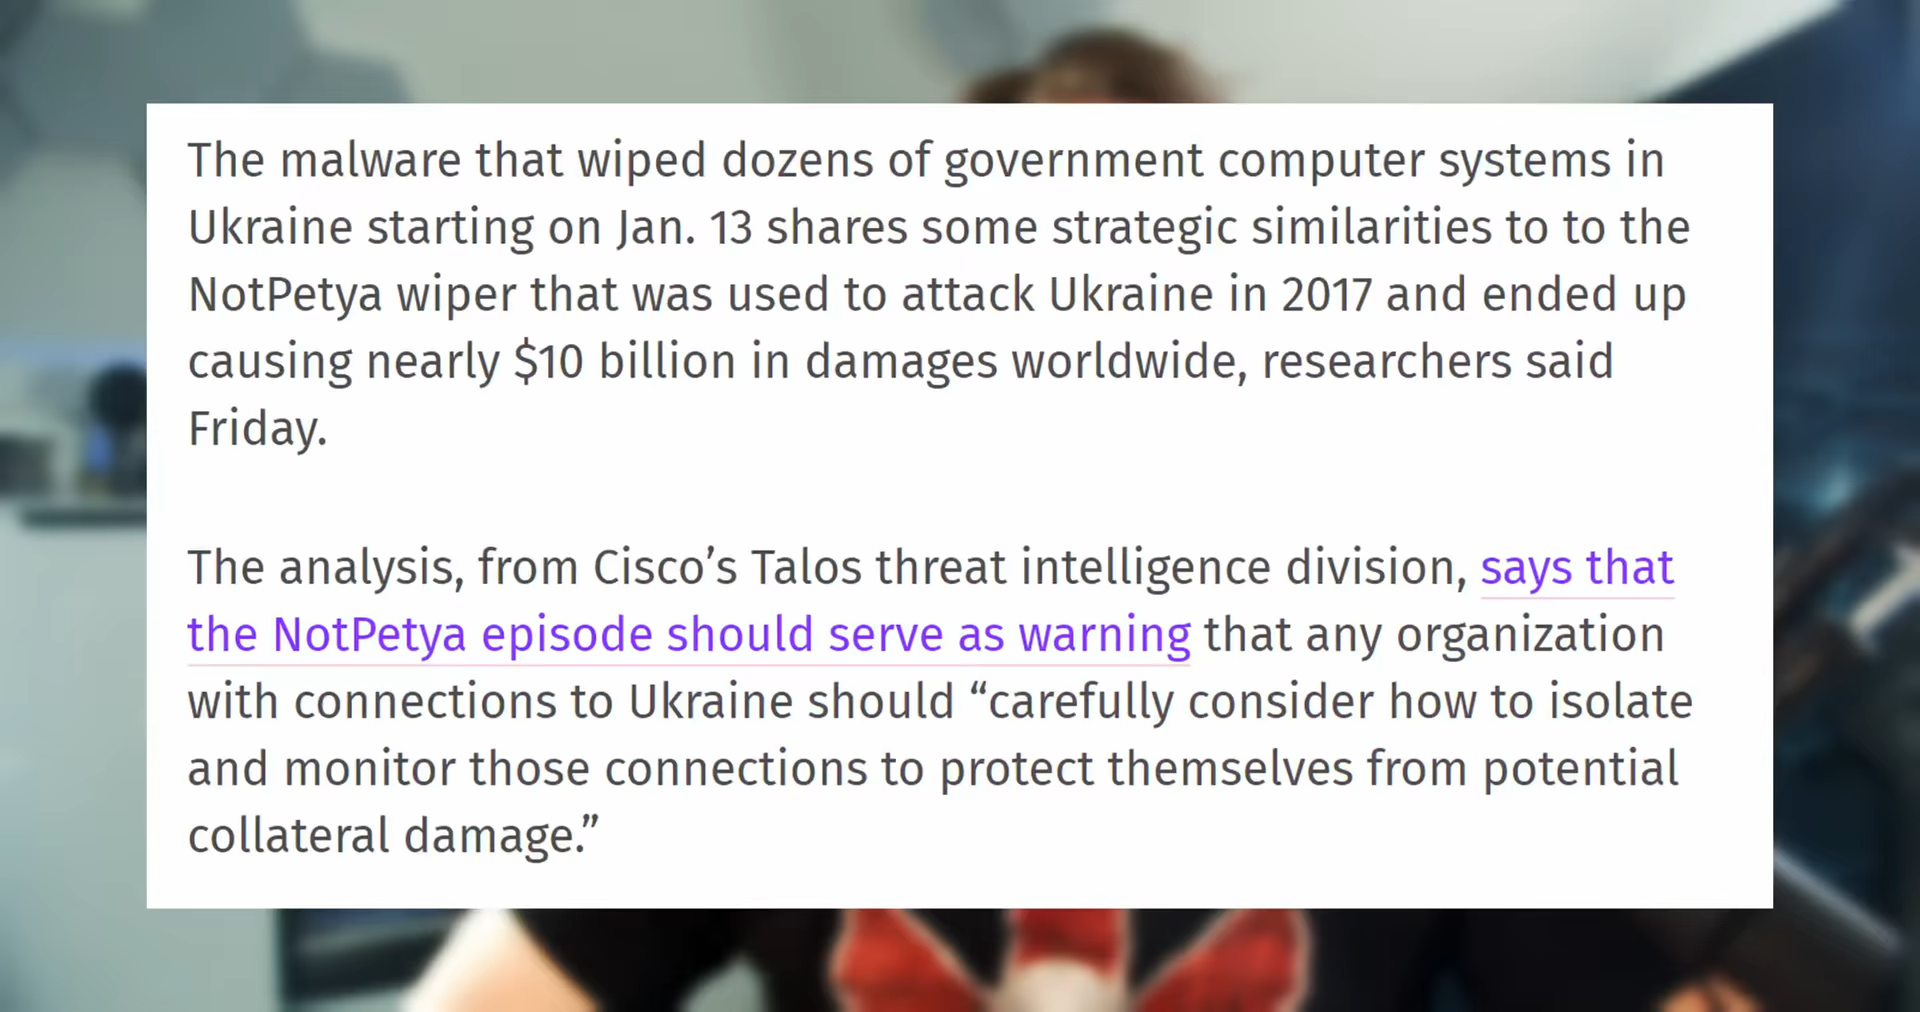 The malware that wiped dozens of government computer systems in
Ukraine starting on Jan. 13 shares some strategic similarities to to the
NotPetya wiper that was used to attack Ukraine in 2017 and ended up
causing nearly $10 billion in damages worldwide, researchers said
Friday.
The analysis, from Cisco’s Talos threat intelligence division, says that
the NotPetya episode should serve as warning that any organization
with connections to Ukraine should “carefully consider how to isolate
and monitor those connections to protect themselves from potential
collateral damage.”